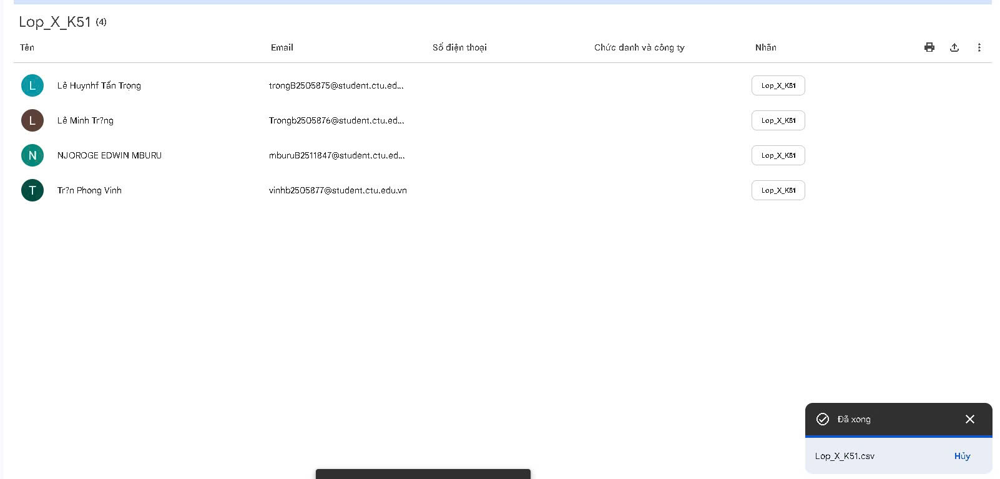 Lop_X_K51 (4)
Tên Email Số điện thoại Chức danh và công ty Nhãn
L Lê Huynhf Tấn Trọng trongB2505875@student.ctu.ed... Lop_X_K51
L Lê Minh Tr?ng Trongb2505876@student.ctu.ed... Lop_X_K51
N NJOROGE EDWIN MBURU mburuB2511847@student.ctu.ed... Lop_X_K51
T Tr?n Phong Vinh vinhb2505877@student.ctu.edu.vn Lop_X_K51
Đã xong
Lop_X_K51.csv Hủy